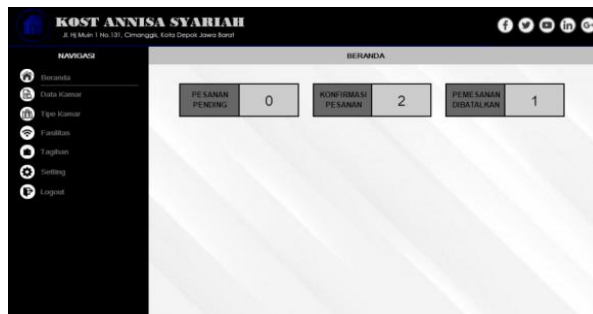 KOST ANNISA SYARIAH
Jl. Hj Muin 1 No.131, Cimanggis, Kota Depok Jawa Barat
NAVIGASI
BERANDA
Beranda
Data Kamar
Tipe Kamar
Fasilitas
Tagihan
Setting
Logout
PESANAN
PENDING
0
KONFIRMASI
PESANAN
2
PEMESANAN
DIBATALKAN
1